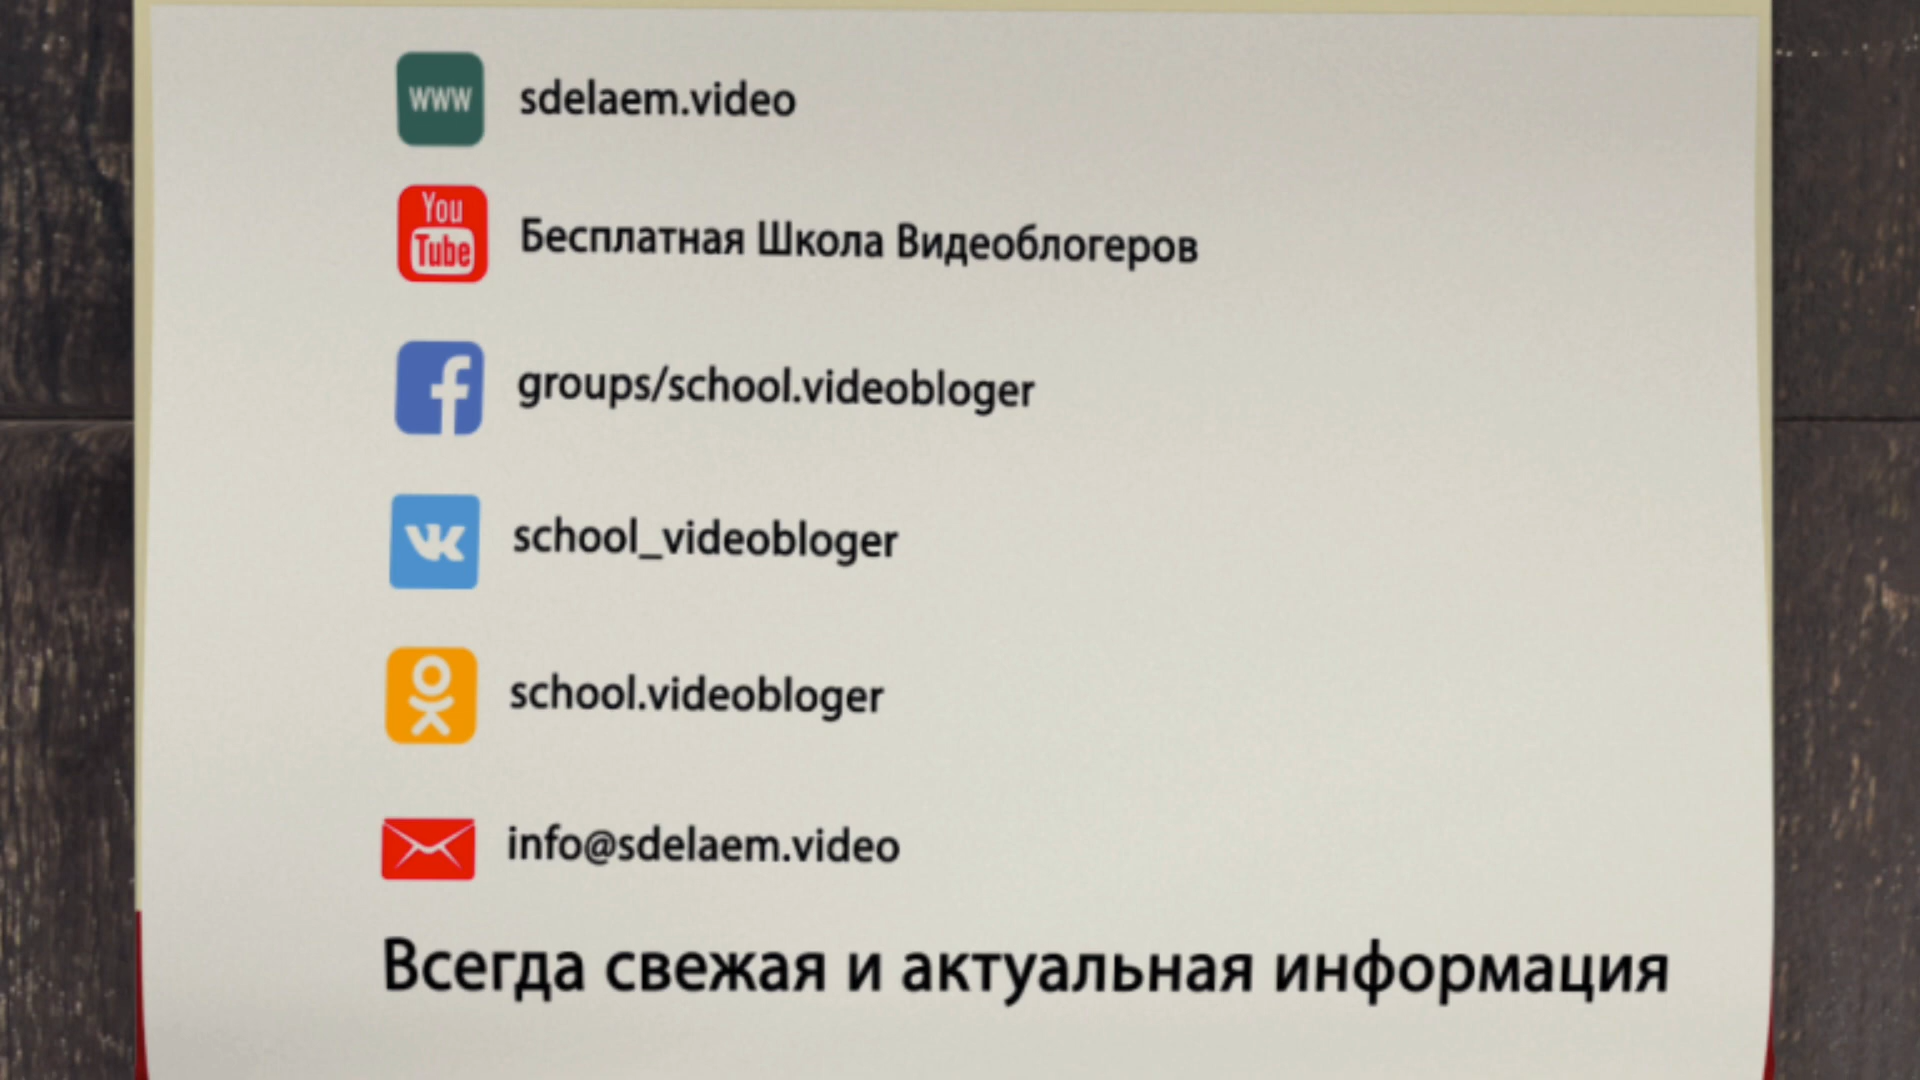 www sdelaem.video
You Tube Бесплатная Школа Видеоблогеров
f groups/school.videobloger
VK school_videobloger
school.videobloger
info@sdelaem.video
Всегда свежая и актуальная информация